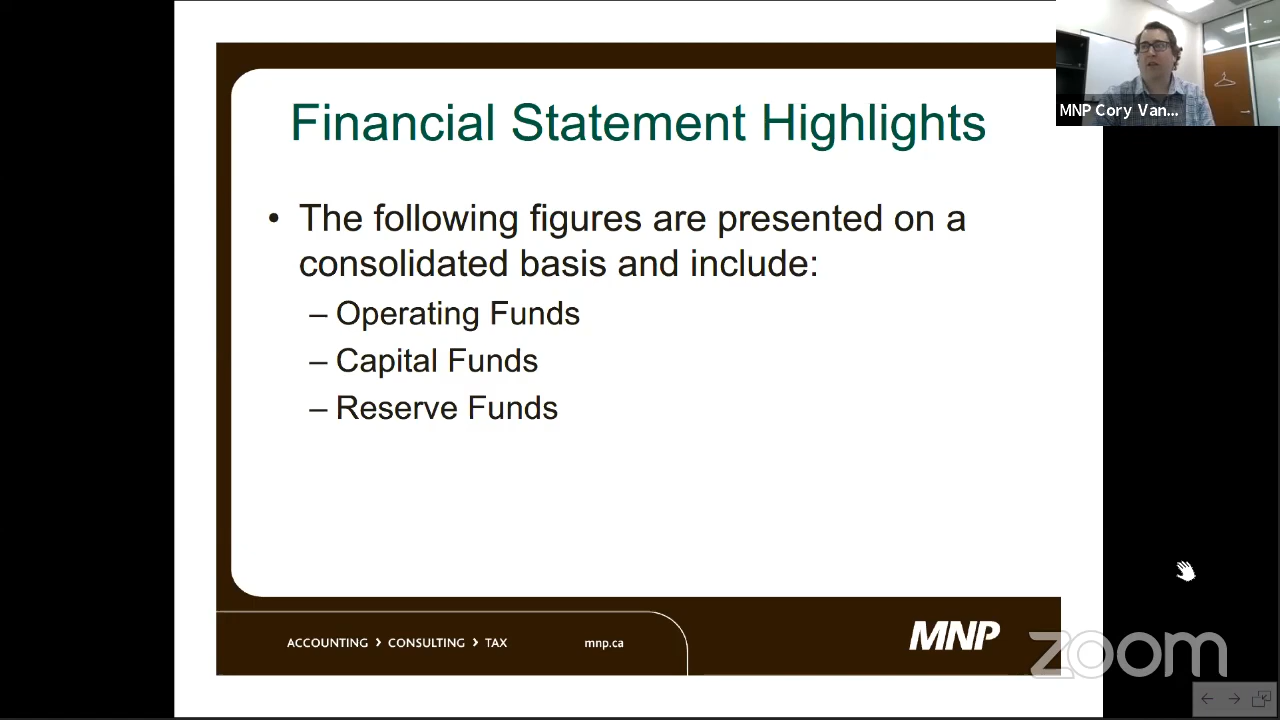 Financial Statement Highlights
• The following figures are presented on a
consolidated basis and include:
– Operating Funds
– Capital Funds
– Reserve Funds
ACCOUNTING > CONSULTING > TAX
mnp.ca
MNP
MNP Cory Van...
zoom